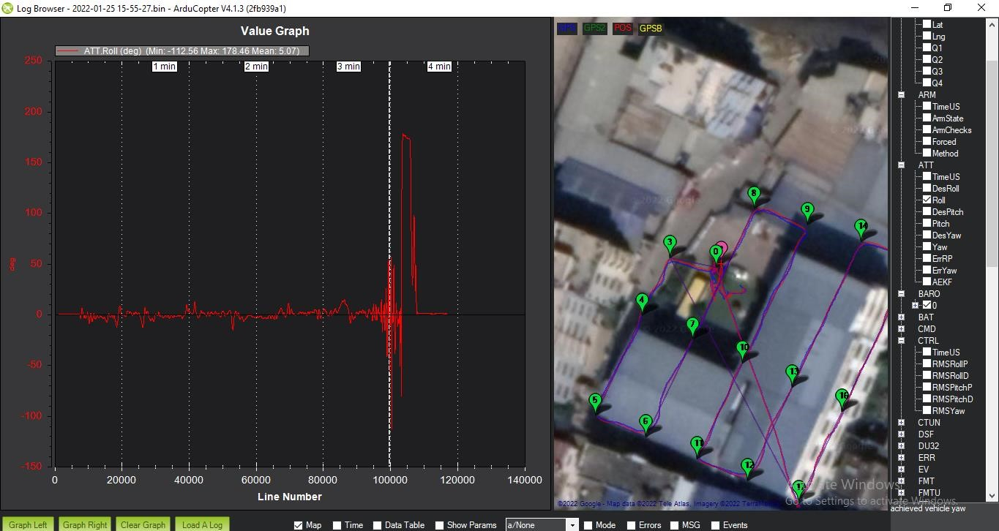 Log Browser - 2022-01-25 15-55-27.bin - ArduCopter V4.1.3 (2fb939a1)
Value Graph
ATT.Roll (deg) (Min: -112.56 Max: 178.46 Mean: 5.07)
1 min
2 min
3 min
4 min
250
200
150
100
50
0
-50
-100
-150
deg
0
20000
40000
60000
80000
100000
120000
140000
Line Number
GPS
GPS2
POS
GPSB
8
9
14
3
0
4
7
10
13
16
5
6
11
12
17
©2022 Google - Map data ©2022 Tele Atlas, Imagery ©2022
Activate Windows
Go to Settings to activate Windows.
Lat
Lng
Q1
Q2
Q3
Q4
ARM
TimeUS
ArmState
ArmChecks
Forced
Method
ATT
TimeUS
DesRoll
Roll
DesPitch
Pitch
DesYaw
Yaw
ErrRP
ErrYaw
AEKF
BARO
0
BAT
CMD
CTRL
TimeUS
RMSRollP
RMSRollD
RMSPitchP
RMSPitchD
RMSYaw
CTUN
DSF
DU32
ERR
EV
FMT
FMTU
achieved vehicle yaw
Graph Left
Graph Right
Clear Graph
Load A Log
Map
Time
Data Table
Show Params
a/None
Mode
Errors
MSG
Events